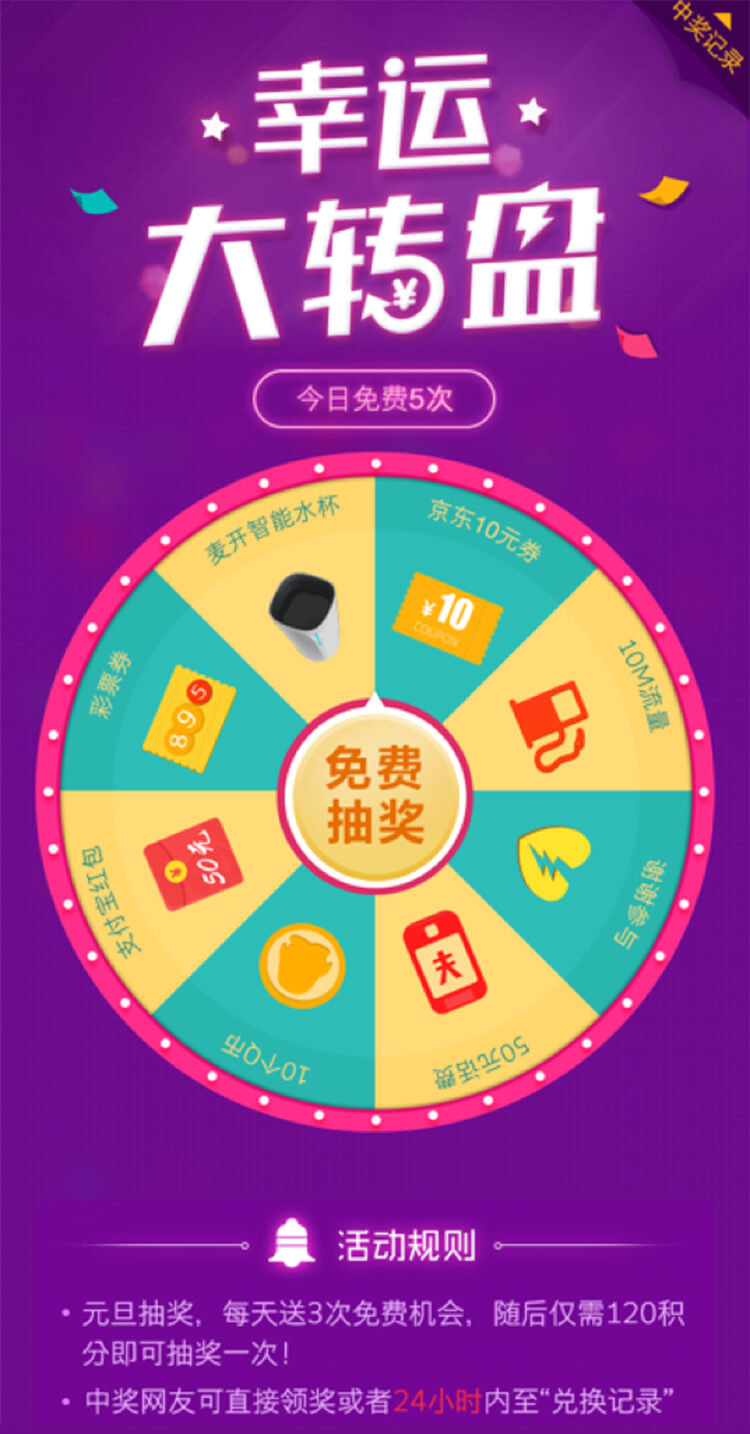 中奖记录
幸运
大转盘
¥
今日免费5次
麦开智能水杯
京东10元券
¥10
COUPON
10M流量
谢谢参与
50元话费
10个Q币
支付宝红包
¥
50元
彩票券
895
免费
抽奖
活动规则
• 元旦抽奖，每天送3次免费机会，随后仅需120积
分即可抽奖一次！
• 中奖网友可直接领奖或者24小时内至“兑换记录”